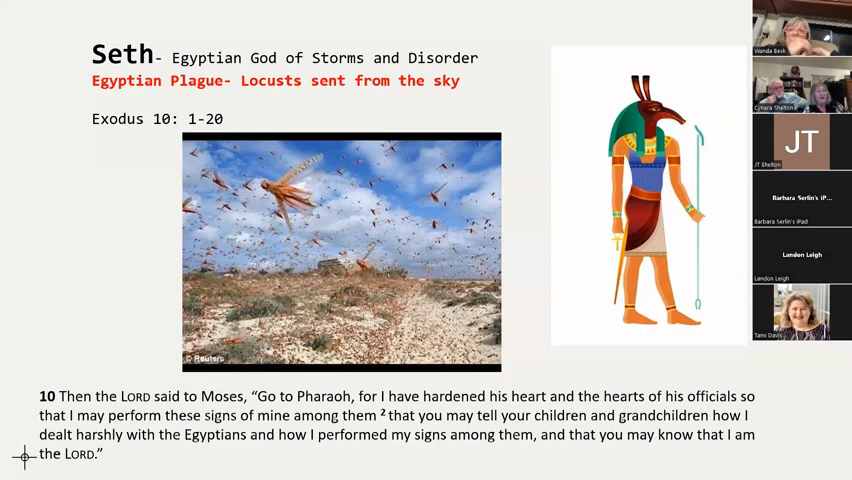 Seth- Egyptian God of Storms and Disorder
Egyptian Plague- Locusts sent from the sky
Exodus 10: 1-20
© Reuters
10 Then the LORD said to Moses, “Go to Pharaoh, for I have hardened his heart and the hearts of his officials so
that I may perform these signs of mine among them ² that you may tell your children and grandchildren how I
dealt harshly with the Egyptians and how I performed my signs among them, and that you may know that I am
the LORD.”
Wanda Beck
Cynara Shelton
JT
JT Shelton
Barbara Serlin's iP...
Barbara Serlin's iPad
Landon Leigh
Landon Leigh
Tami Davis